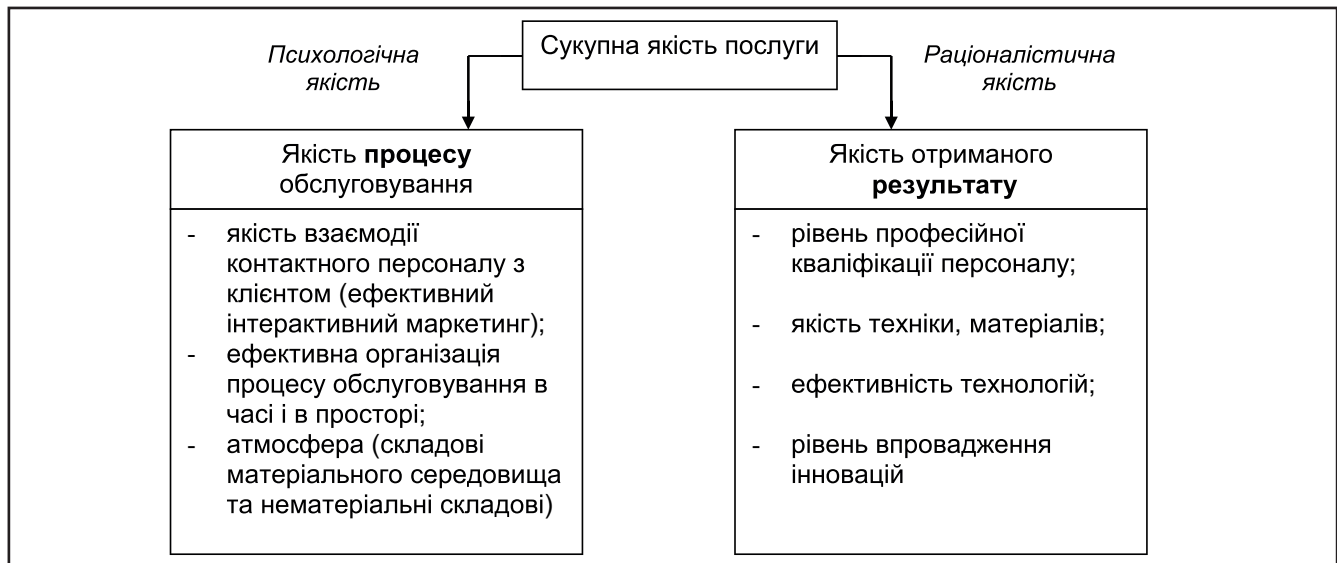 Сукупна якість послуги
Психологічна
якість
Раціоналістична
якість
Якість процесу
обслуговування
- якість взаємодії
контактного персоналу з
клієнтом (ефективний
інтерактивний маркетинг);
- ефективна організація
процесу обслуговування в
часі і в просторі;
- атмосфера (складові
матеріального середовища
та нематеріальні складові)
Якість отриманого
результату
- рівень професійної
кваліфікації персоналу;
- якість техніки, матеріалів;
- ефективність технологій;
- рівень впровадження
інновацій